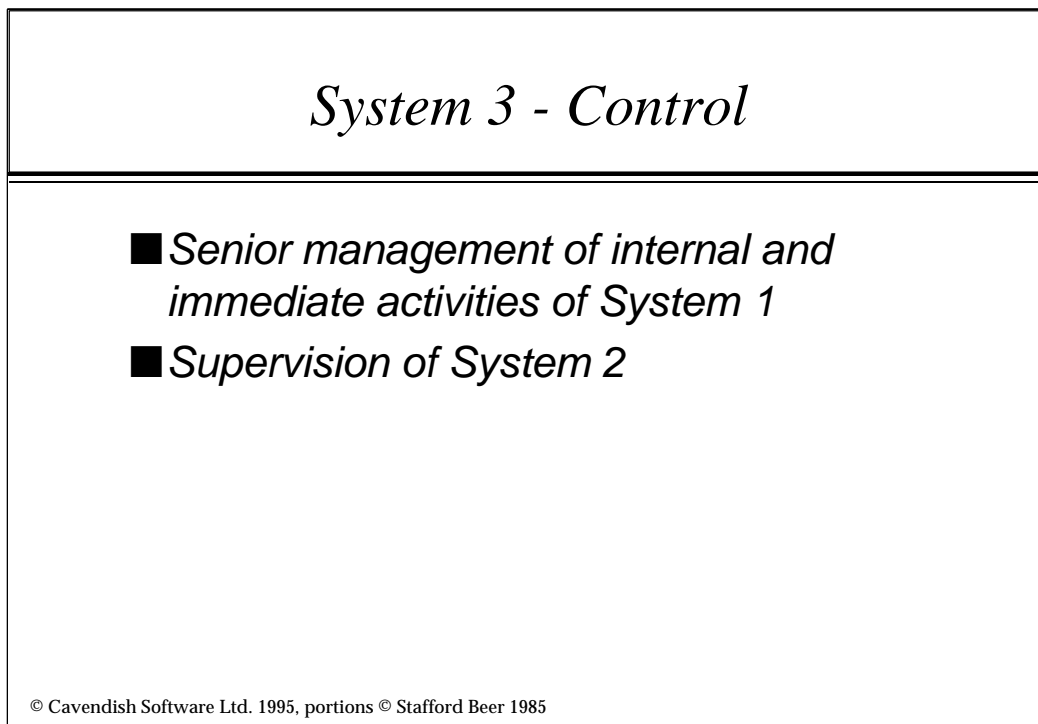 System 3 - Control
■ Senior management of internal and
immediate activities of System 1
■ Supervision of System 2
© Cavendish Software Ltd. 1995, portions © Stafford Beer 1985